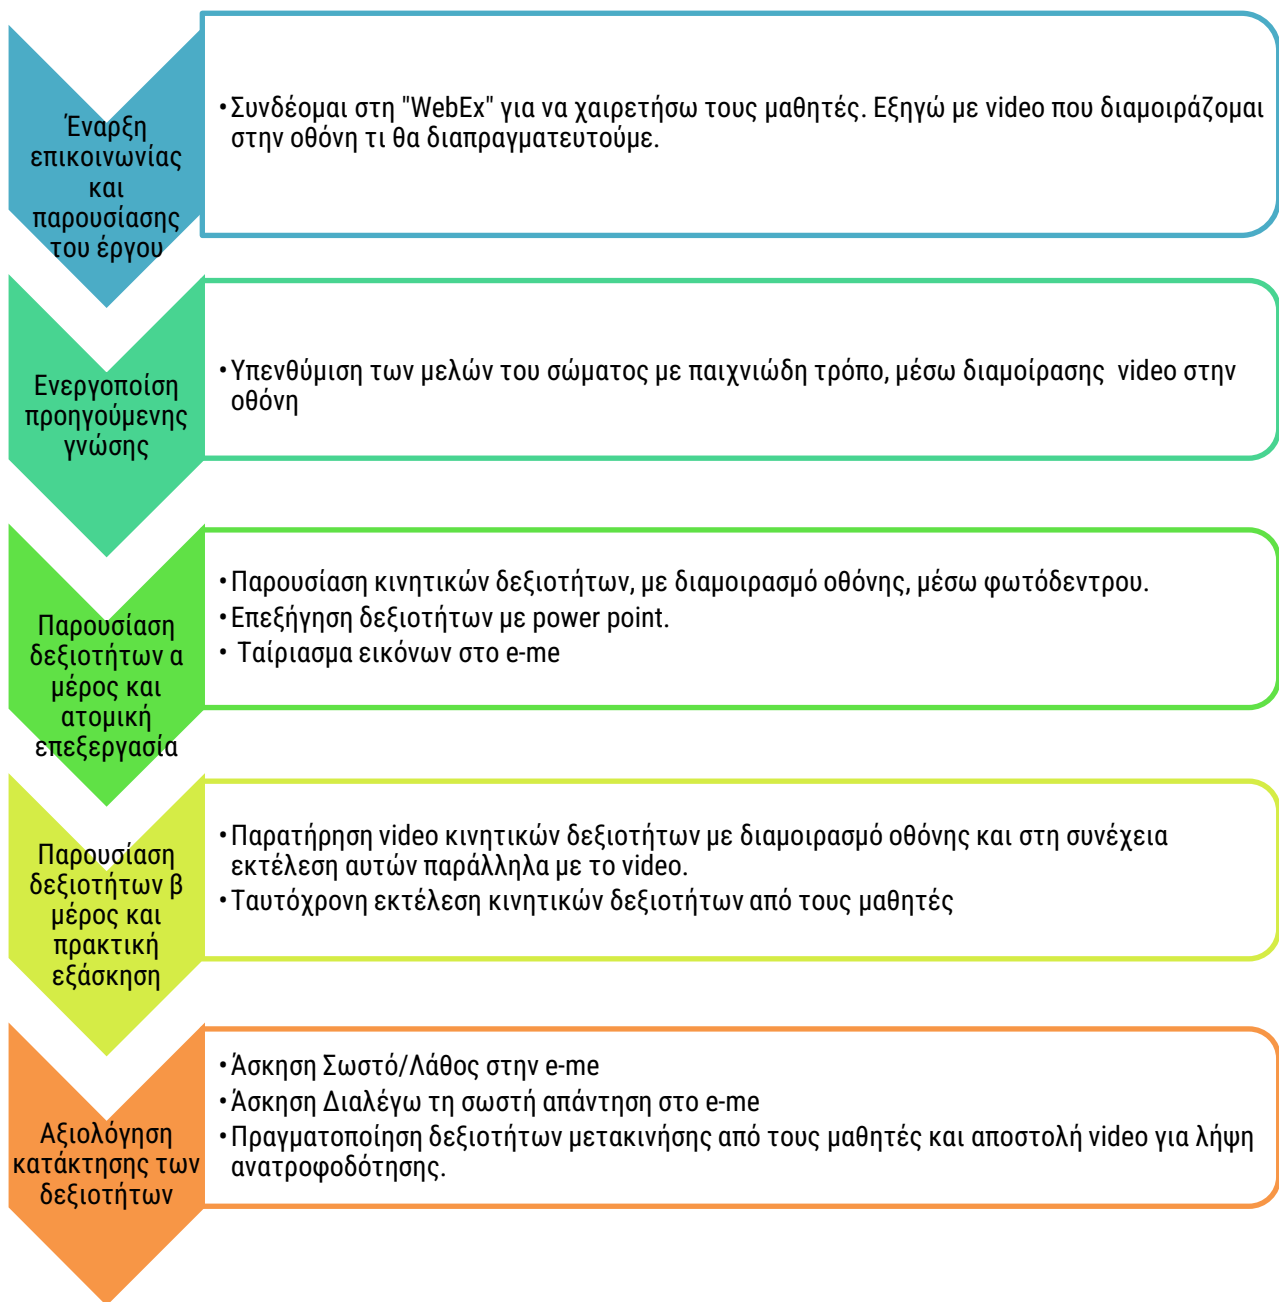 Έναρξη
επικοινωνίας
και
παρουσίασης
του έργου
•Συνδέομαι στη "WebEx" για να χαιρετήσω τους μαθητές. Εξηγώ με video που διαμοιράζομαι
στην οθόνη τι θα διαπραγματευτούμε.
Ενεργοποίση
προηγούμενης
γνώσης
•Υπενθύμιση των μελών του σώματος με παιχνιώδη τρόπο, μέσω διαμοίρασης video στην
οθόνη
Παρουσίαση
δεξιοτήτων α
μέρος και
ατομική
επεξεργασία
•Παρουσίαση κινητικών δεξιοτήτων, με διαμοιρασμό οθόνης, μέσω φωτόδεντρου.
•Επεξήγηση δεξιοτήτων με power point.
• Ταίριασμα εικόνων στο e-me
Παρουσίαση
δεξιοτήτων β
μέρος και
πρακτική
εξάσκηση
•Παρατήρηση video κινητικών δεξιοτήτων με διαμοιρασμό οθόνης και στη συνέχεια
εκτέλεση αυτών παράλληλα με το video.
•Ταυτόχρονη εκτέλεση κινητικών δεξιοτήτων από τους μαθητές
Αξιολόγηση
κατάκτησης των
δεξιοτήτων
•Άσκηση Σωστό/Λάθος στην e-me
•Άσκηση Διαλέγω τη σωστή απάντηση στο e-me
•Πραγματοποίηση δεξιοτήτων μετακινήσης από τους μαθητές και αποστολή video για λήψη
ανατροφοδότησης.